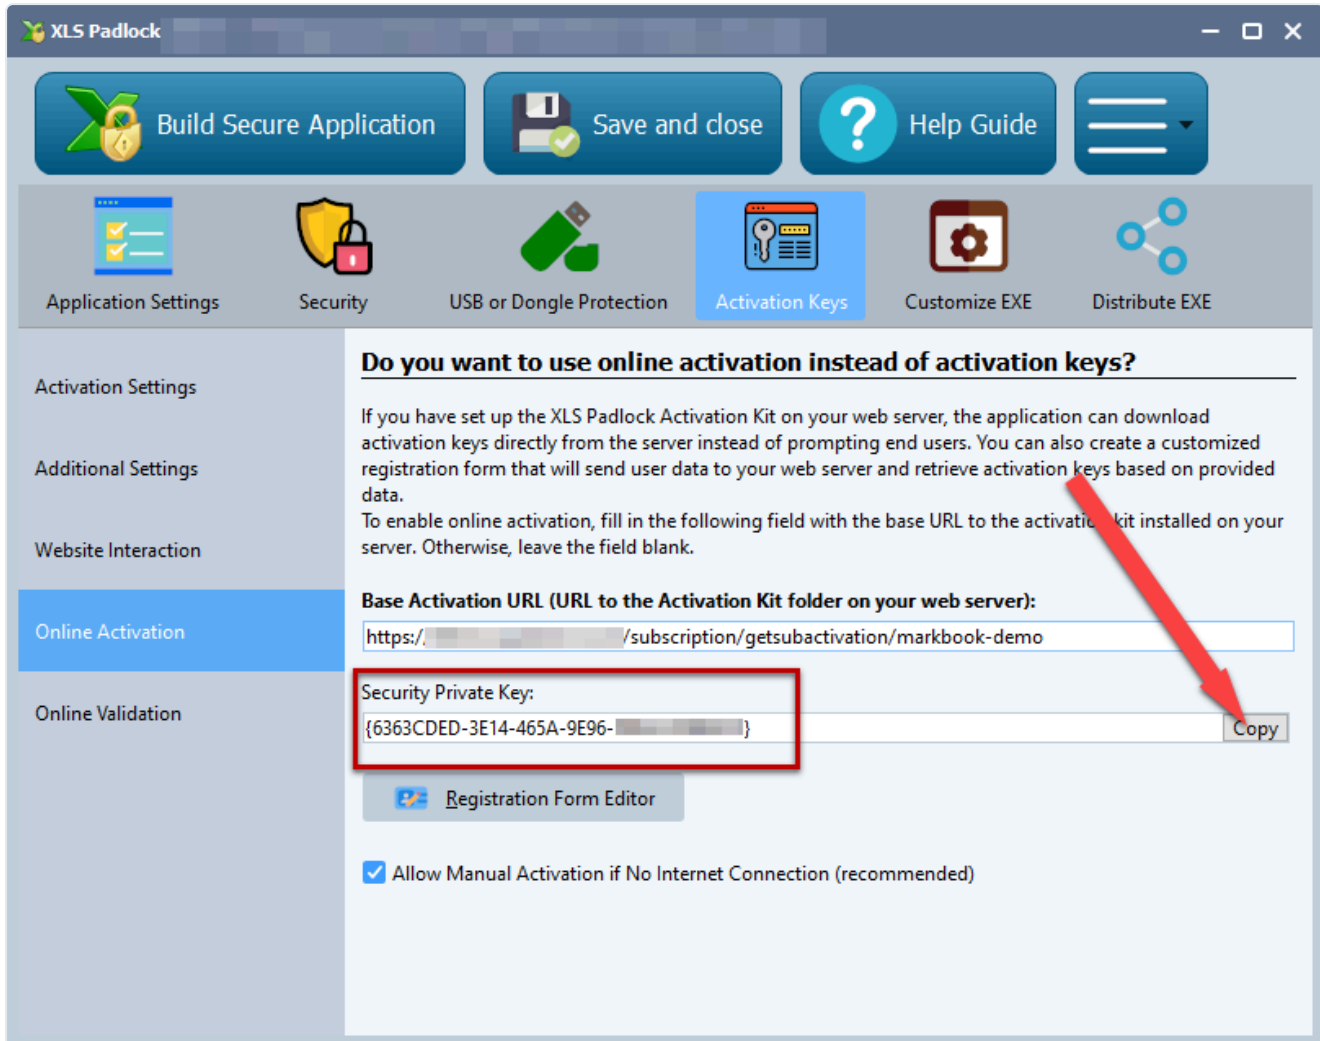 XLS Padlock
Build Secure Application
Save and close
Help Guide
Application Settings
Security
USB or Dongle Protection
Activation Keys
Customize EXE
Distribute EXE
Activation Settings
Additional Settings
Website Interaction
Online Activation
Online Validation
Do you want to use online activation instead of activation keys?
If you have set up the XLS Padlock Activation Kit on your web server, the application can download
activation keys directly from the server instead of prompting end users. You can also create a customized
registration form that will send user data to your web server and retrieve activation keys based on provided
data.
To enable online activation, fill in the following field with the base URL to the activation kit installed on your
server. Otherwise, leave the field blank.
Base Activation URL (URL to the Activation Kit folder on your web server):
https:/ /subscription/getsubactivation/markbook-demo
Security Private Key:
{6363CDED-3E14-465A-9E96- }
Copy
Registration Form Editor
Allow Manual Activation if No Internet Connection (recommended)